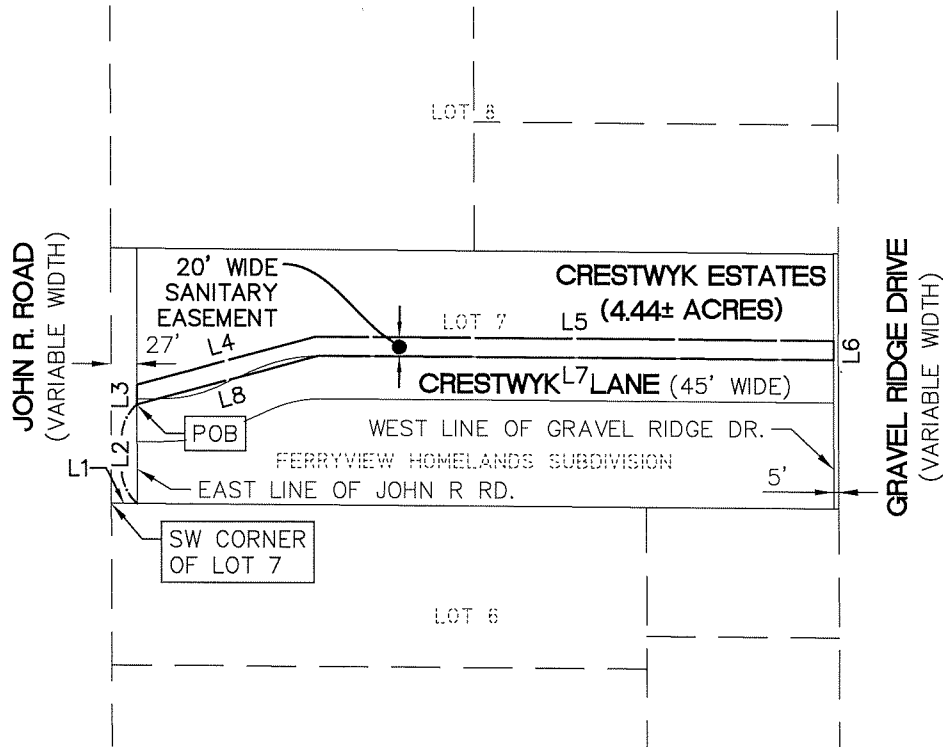 LOT 8
JOHN R. ROAD
(VARIABLE WIDTH)
20' WIDE
SANITARY
EASEMENT
CRESTWYK ESTATES
(4.44± ACRES)
LOT 7
L5
L4
27'
L6
L3
L8
L7
CRESTWYK LANE (45' WIDE)
POB
WEST LINE OF GRAVEL RIDGE DR.
L2
L1
FERRYVIEW HOMELANDS SUBDIVISION
5'
EAST LINE OF JOHN R RD.
GRAVEL RIDGE DRIVE
(VARIABLE WIDTH)
SW CORNER
OF LOT 7
LOT 6